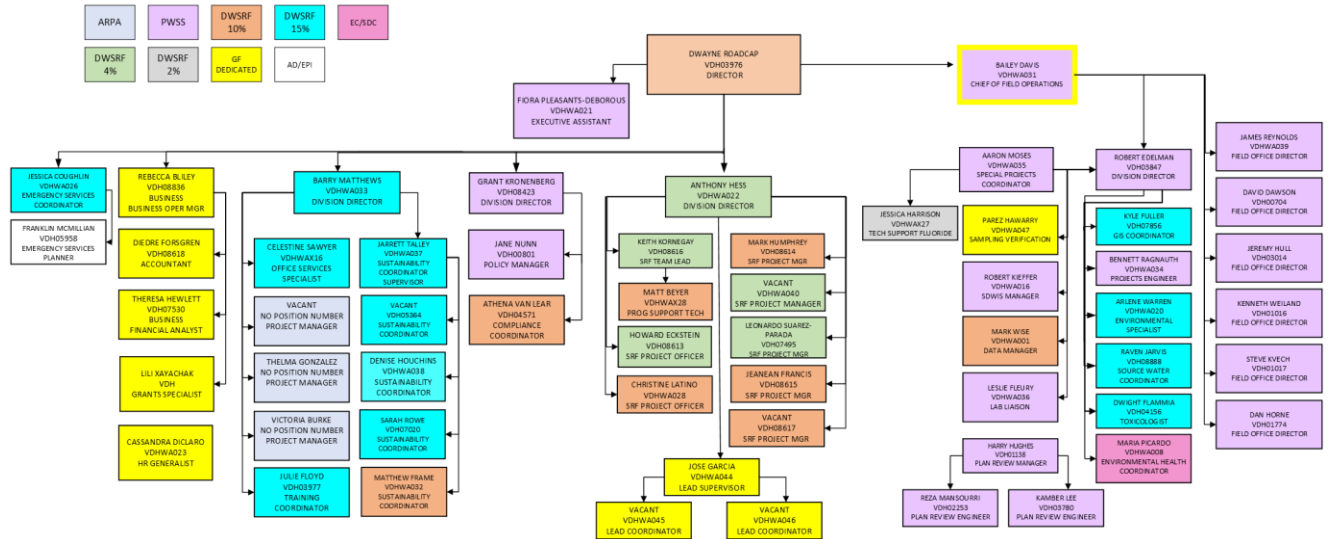 ARPA
PWSS
DWSRF
10%
DWSRF
15%
EC/SDC
DWSRF
4%
DWSRF
2%
GF
DEDICATED
AD/EPI
DWAYNE ROADCAP
VDH03976
DIRECTOR
BAILEY DAVIS
VDHWA031
CHIEF OF FIELD OPERATIONS
FIORA PLEASANTS-DEBOROUS
VDHWA021
EXECUTIVE ASSISTANT
JESSICA COUGHLIN
VDHWA026
EMERGENCY SERVICES
COORDINATOR
FRANKLIN MCMILLIAN
VDH05958
EMERGENCY SERVICES
PLANNER
REBECCA BLILEY
VDH08836
BUSINESS
BUSINESS OPER MGR
DIEDRE FORSGREN
VDH08618
ACCOUNTANT
THERESA HEWLETT
VDH07530
BUSINESS
FINANCIAL ANALYST
LILI XAYACHAK
VDH
GRANTS SPECIALIST
CASSANDRA DICLARO
VDHWA023
HR GENERALIST
BARRY MATTHEWS
VDHWA033
DIVISION DIRECTOR
CELESTINE SAWYER
VDHWAX16
OFFICE SERVICES
SPECIALIST
VACANT
NO POSITION NUMBER
PROJECT MANAGER
THELMA GONZALEZ
NO POSITION NUMBER
PROJECT MANAGER
VICTORIA BURKE
NO POSITION NUMBER
PROJECT MANAGER
JULIE FLOYD
VDH03977
TRAINING
COORDINATOR
JARRETT TALLEY
VDHWA037
SUSTAINABILITY
COORDINATOR
SUPERVISOR
VACANT
VDH05364
SUSTAINABILITY
COORDINATOR
DENISE HOUCHINS
VDHWA038
SUSTAINABILITY
COORDINATOR
SARAH ROWE
VDH07020
SUSTAINABILITY
COORDINATOR
MATTHEW FRAME
VDHWA032
SUSTAINABILITY
COORDINATOR
GRANT KRONENBERG
VDH08423
DIVISION DIRECTOR
JANE NUNN
VDH00801
POLICY MANAGER
ATHENA VAN LEAR
VDH04571
COMPLIANCE
COORDINATOR
ANTHONY HESS
VDHWA022
DIVISION DIRECTOR
KEITH KORNEGAY
VDH08616
SRF TEAM LEAD
MATT BEYER
VDHWAX28
PROG SUPPORT TECH
HOWARD ECKSTEIN
VDH08613
SRF PROJECT OFFICER
CHRISTINE LATINO
VDHWA028
SRF PROJECT OFFICER
MARK HUMPHREY
VDH08614
SRF PROJECT MGR
VACANT
VDHWA040
SRF PROJECT MANAGER
LEONARDO SUAREZ-
PARADA
VDH07495
SRF PROJECT MGR
JEANEAN FRANCIS
VDH08615
SRF PROJECT MGR
VACANT
VDH08617
SRF PROJECT MGR
JOSE GARCIA
VDHWA044
LEAD SUPERVISOR
VACANT
VDHWA045
LEAD COORDINATOR
VACANT
VDHWA046
LEAD COORDINATOR
AARON MOSES
VDHWA035
SPECIAL PROJECTS
COORDINATOR
JESSICA HARRISON
VDHWAX27
TECH SUPPORT FLUORIDE
ROBERT EDELMAN
VDH03847
DIVISION DIRECTOR
PAREZ HAWARRY
VDHWA047
SAMPLING VERIFICATION
ROBERT KIEFFER
VDHWA016
SDWIS MANAGER
MARK WISE
VDHWA001
DATA MANAGER
LESLIE FLEURY
VDHWA036
LAB LIAISON
HARRY HUGHES
VDH01138
PLAN REVIEW MANAGER
REZA MANSOURRI
VDH02253
PLAN REVIEW ENGINEER
KAMBER LEE
VDH03780
PLAN REVIEW ENGINEER
KYLE FULLER
VDH07856
GIS COORDINATOR
BENNETT RAGNAUTH
VDHWA034
PROJECTS ENGINEER
ARLENE WARREN
VDHWA020
ENVIRONMENTAL
SPECIALIST
RAVEN JARVIS
VDH08888
SOURCE WATER
COORDINATOR
DWIGHT FLAMMIA
VDH04156
TOXICOLOGIST
MARIA PICARDO
VDHWA008
ENVIRONMENTAL HEALTH
COORDINATOR
JAMES REYNOLDS
VDHWA039
FIELD OFFICE DIRECTOR
DAVID DAWSON
VDH00704
FIELD OFFICE DIRECTOR
JEREMY HULL
VDH03014
FIELD OFFICE DIRECTOR
KENNETH WEILAND
VDH01016
FIELD OFFICE DIRECTOR
STEVE KVECH
VDH01017
FIELD OFFICE DIRECTOR
DAN HORNE
VDH01774
FIELD OFFICE DIRECTOR